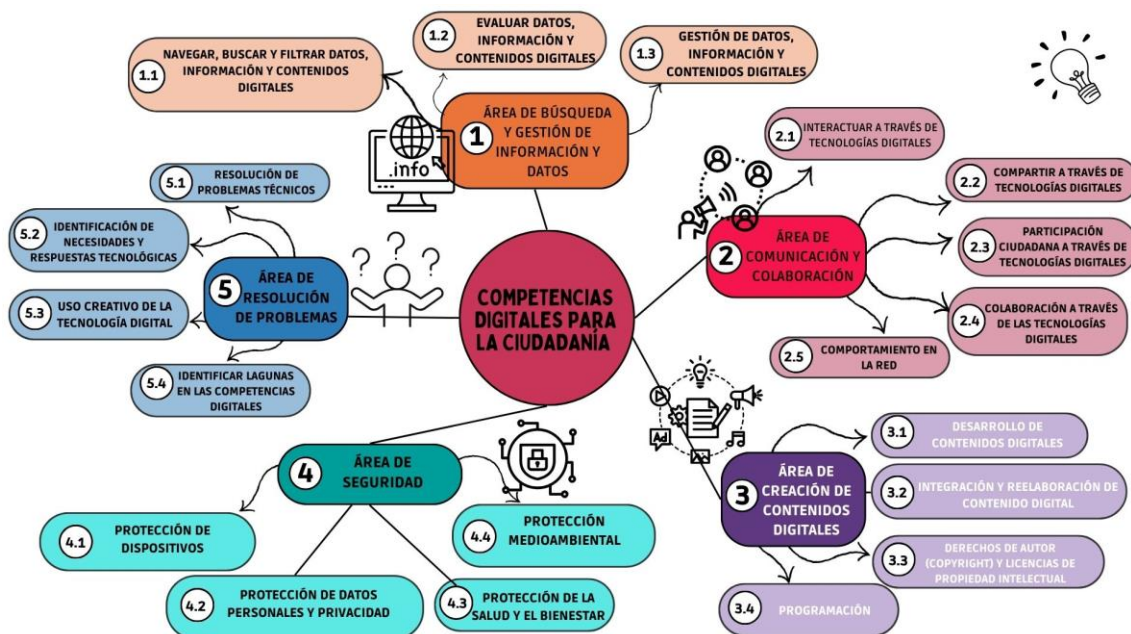 1.1
NAVEGAR, BUSCAR Y FILTRAR DATOS,
INFORMACIÓN Y CONTENIDOS
DIGITALES
1.2
EVALUAR DATOS,
INFORMACIÓN Y
CONTENIDOS DIGITALES
1.3
GESTIÓN DE DATOS,
INFORMACIÓN Y
CONTENIDOS DIGITALES
1
ÁREA DE BÚSQUEDA
Y GESTIÓN DE
INFORMACIÓN Y
DATOS
.info
2.1
INTERACTUAR A TRAVÉS DE
TECNOLOGÍAS DIGITALES
2.2
COMPARTIR A TRAVÉS DE
TECNOLOGÍAS DIGITALES
2.3
PARTICIPACIÓN
CIUDADANA A TRAVÉS DE
TECNOLOGÍAS DIGITALES
2.4
COLABORACIÓN A TRAVÉS
DE LAS TECNOLOGÍAS
DIGITALES
2.5
COMPORTAMIENTO EN
LA RED
2
ÁREA DE
COMUNICACIÓN Y
COLABORACIÓN
5.1
RESOLUCIÓN DE
PROBLEMAS TÉCNICOS
5.2
IDENTIFICACIÓN DE
NECESIDADES Y
RESPUESTAS TECNOLÓGICAS
5.3
USO CREATIVO DE LA
TECNOLOGÍA DIGITAL
5.4
IDENTIFICAR LAGUNAS
EN LAS COMPETENCIAS
DIGITALES
5
ÁREA DE
RESOLUCIÓN
DE PROBLEMAS
? ? ?
COMPETENCIAS
DIGITALES PARA
LA CIUDADANÍA
4
ÁREA DE
SEGURIDAD
4.1
PROTECCIÓN DE
DISPOSITIVOS
4.2
PROTECCIÓN DE DATOS
PERSONALES Y PRIVACIDAD
4.3
PROTECCIÓN DE LA
SALUD Y EL BIENESTAR
4.4
PROTECCIÓN
MEDIOAMBIENTAL
Ad
3
ÁREA DE
CREACIÓN DE
CONTENIDOS
DIGITALES
3.1
DESARROLLO DE
CONTENIDOS DIGITALES
3.2
INTEGRACIÓN Y REELABORACIÓN DE
CONTENIDO DIGITAL
3.3
DERECHOS DE AUTOR
(COPYRIGHT) Y LICENCIAS DE
PROPIEDAD INTELECTUAL
3.4
PROGRAMACIÓN